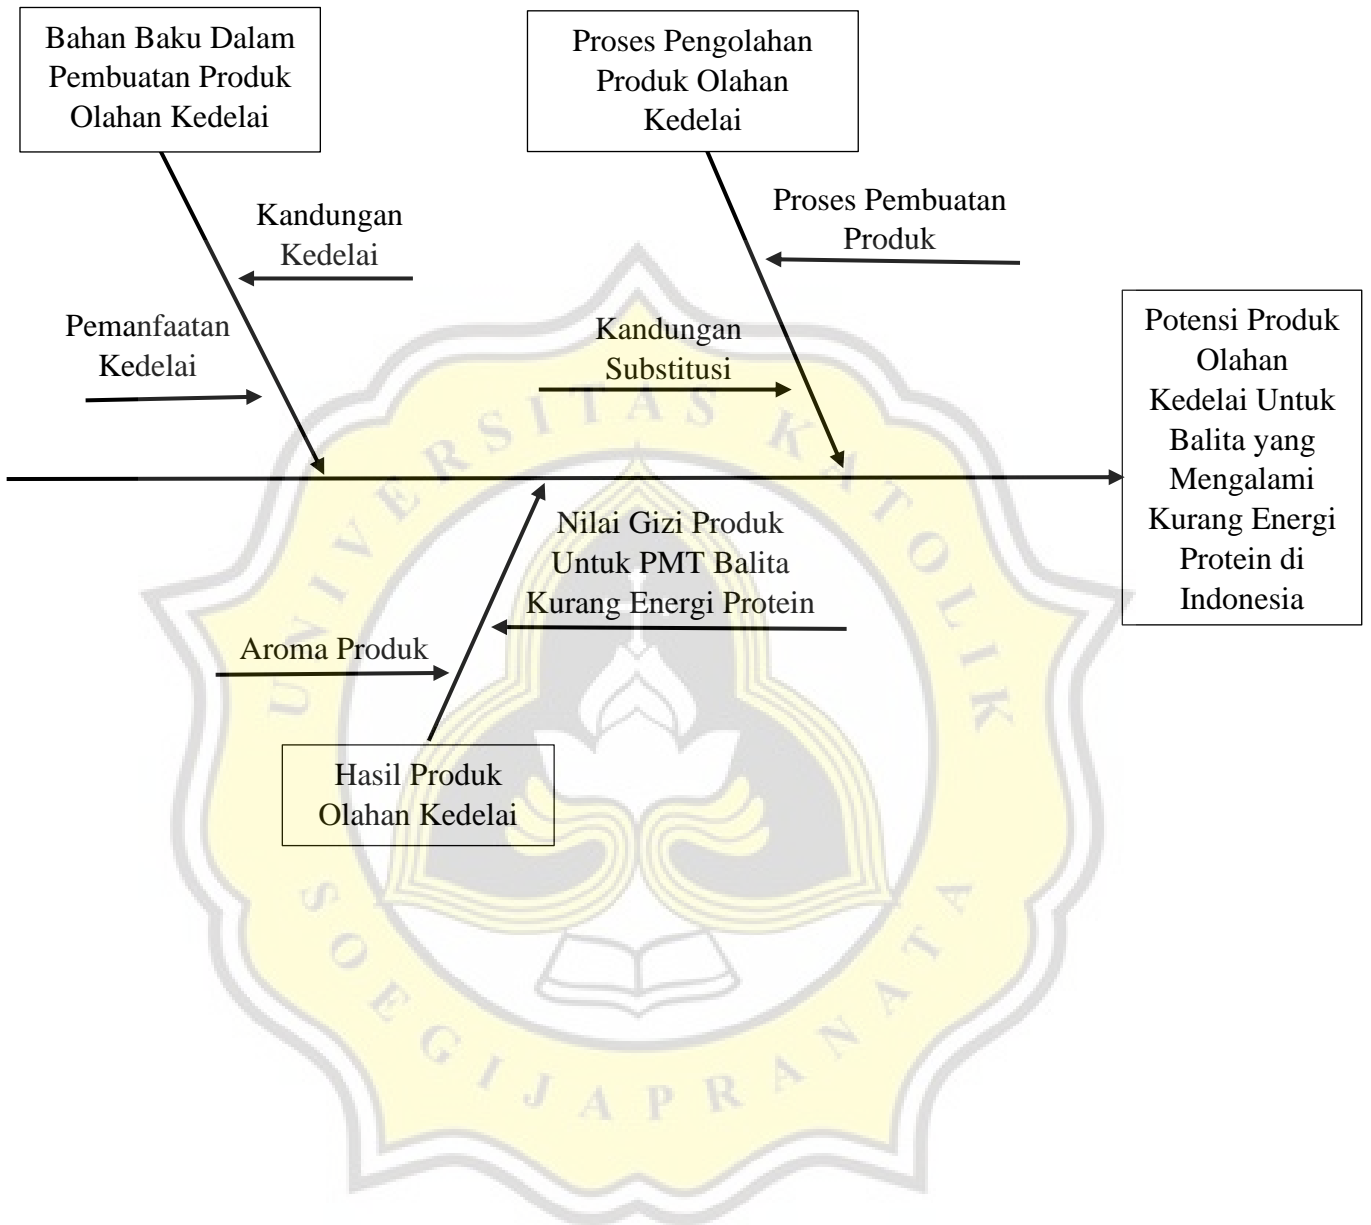 Bahan Baku Dalam
Pembuatan Produk
Olahan Kedelai
Proses Pengolahan
Produk Olahan
Kedelai
Kandungan
Kedelai
Proses Pembuatan
Produk
Pemanfaatan
Kedelai
Kandungan
Substitusi
Potensi Produk
Olahan
Kedelai Untuk
Balita yang
Mengalami
Kurang Energi
Protein di
Indonesia
Nilai Gizi Produk
Untuk PMT Balita
Kurang Energi Protein
Aroma Produk
Hasil Produk
Olahan Kedelai
UNIVERSITAS KATOLIK
SOEGIJAPRANATA